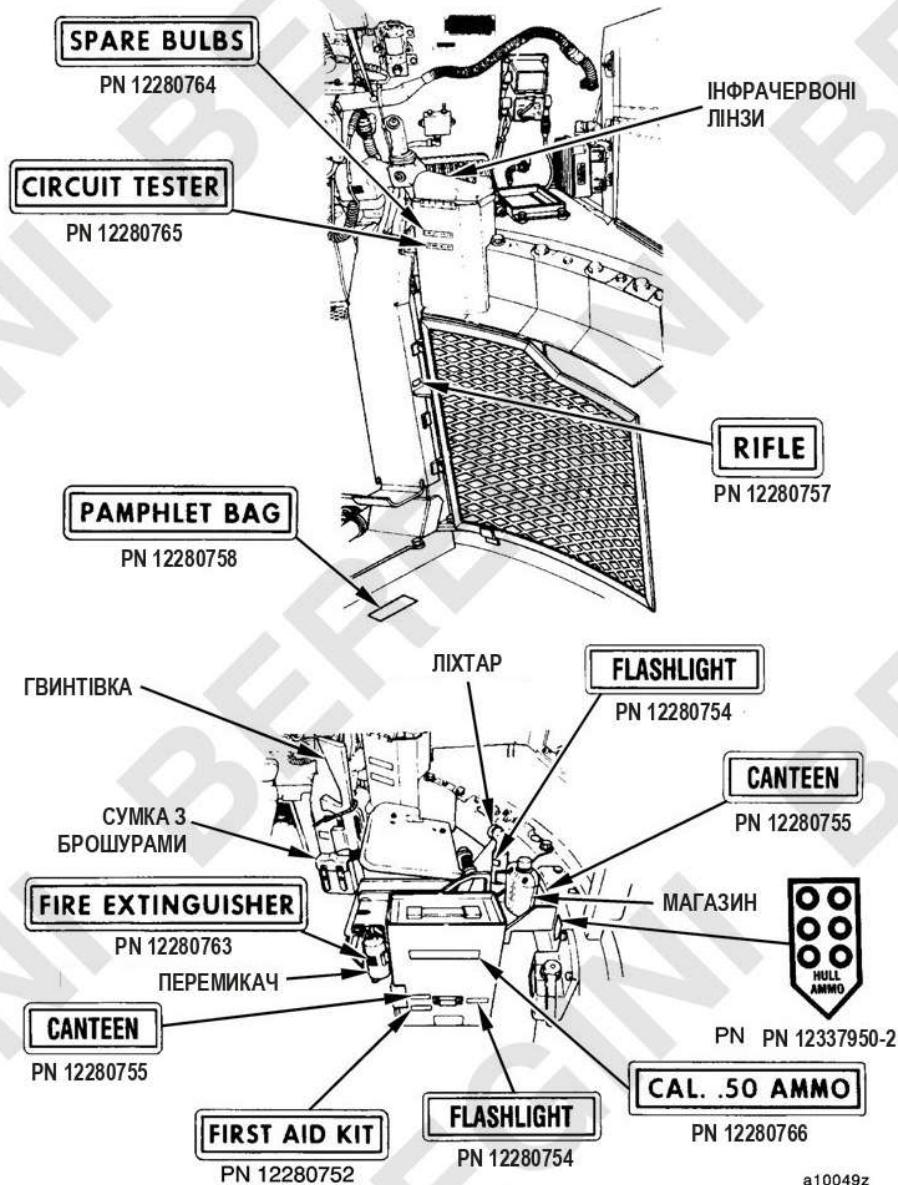 SPARE BULBS
PN 12280764
ІНФРАЧЕРВОНІ
ЛІНЗИ
CIRCUIT TESTER
PN 12280765
RIFLE
PN 12280757
PAMPHLET BAG
PN 12280758
ГВИНТІВКА
ЛІХТАР
FLASHLIGHT
PN 12280754
CANTEEN
PN 12280755
СУМКА З
БРОШУРАМИ
МАГАЗИН
FIRE EXTINGUISHER
PN 12280763
HULL
AMMO
ПЕРЕМИКАЧ
PN PN 12337950-2
CANTEEN
PN 12280755
CAL. .50 AMMO
PN 12280766
FIRST AID KIT
PN 12280752
FLASHLIGHT
PN 12280754
a10049z